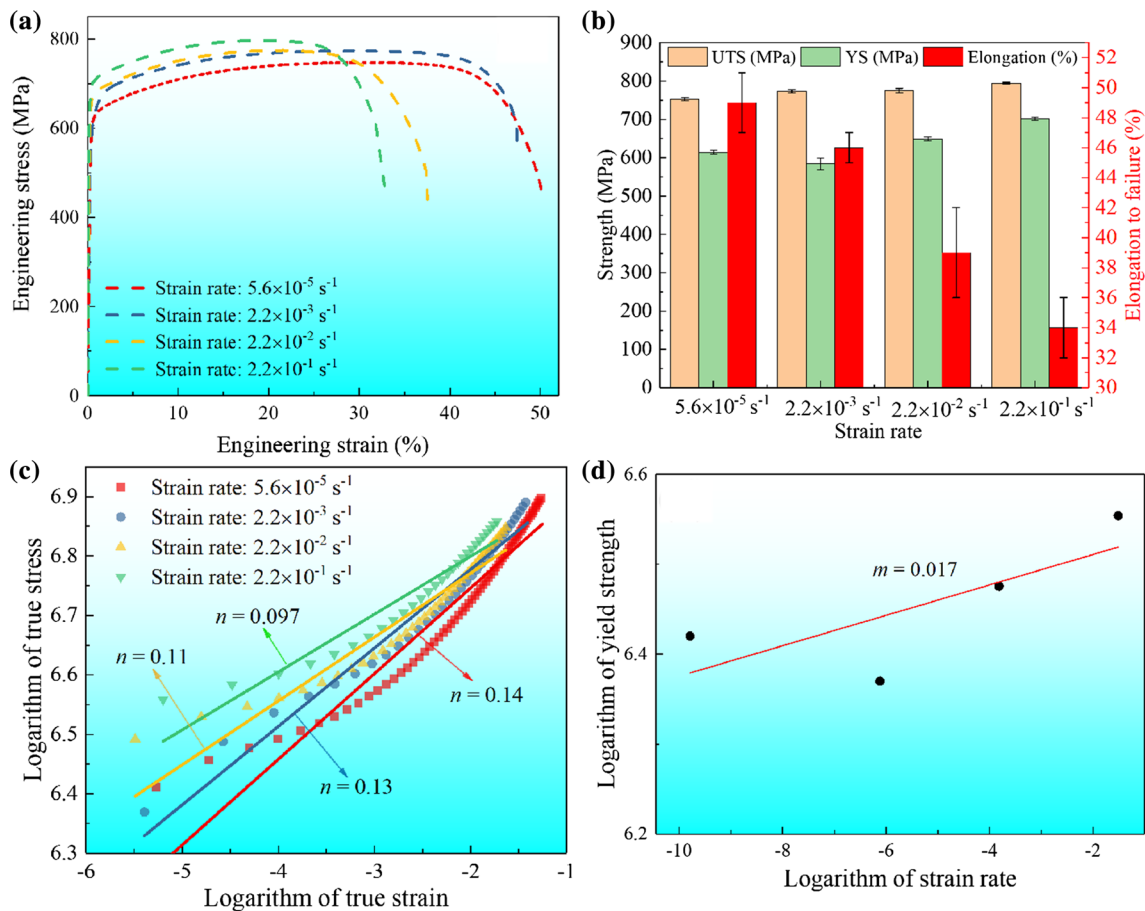 (a)
800
600
400
200
0
Engineering stress (MPa)
Strain rate: 5.6×10⁻⁵ s⁻¹
Strain rate: 2.2×10⁻³ s⁻¹
Strain rate: 2.2×10⁻² s⁻¹
Strain rate: 2.2×10⁻¹ s⁻¹
0 10 20 30 40 50
Engineering strain (%)
(b)
900
800
700
600
500
400
300
200
100
0
Strength (MPa)
UTS (MPa) YS (MPa) Elongation (%)
52
50
48
46
44
42
40
38
36
34
32
30
Elongation to failure (%)
5.6×10⁻⁵ s⁻¹ 2.2×10⁻³ s⁻¹ 2.2×10⁻² s⁻¹ 2.2×10⁻¹ s⁻¹
Strain rate
(c)
6.9
6.8
6.7
6.6
6.5
6.4
6.3
Logarithm of true stress
Strain rate: 5.6×10⁻⁵ s⁻¹
Strain rate: 2.2×10⁻³ s⁻¹
Strain rate: 2.2×10⁻² s⁻¹
Strain rate: 2.2×10⁻¹ s⁻¹
n = 0.097
n = 0.11
n = 0.14
n = 0.13
-6 -5 -4 -3 -2 -1
Logarithm of true strain
(d)
6.6
6.4
6.2
Logarithm of yield strength
m = 0.017
-10 -8 -6 -4 -2
Logarithm of strain rate